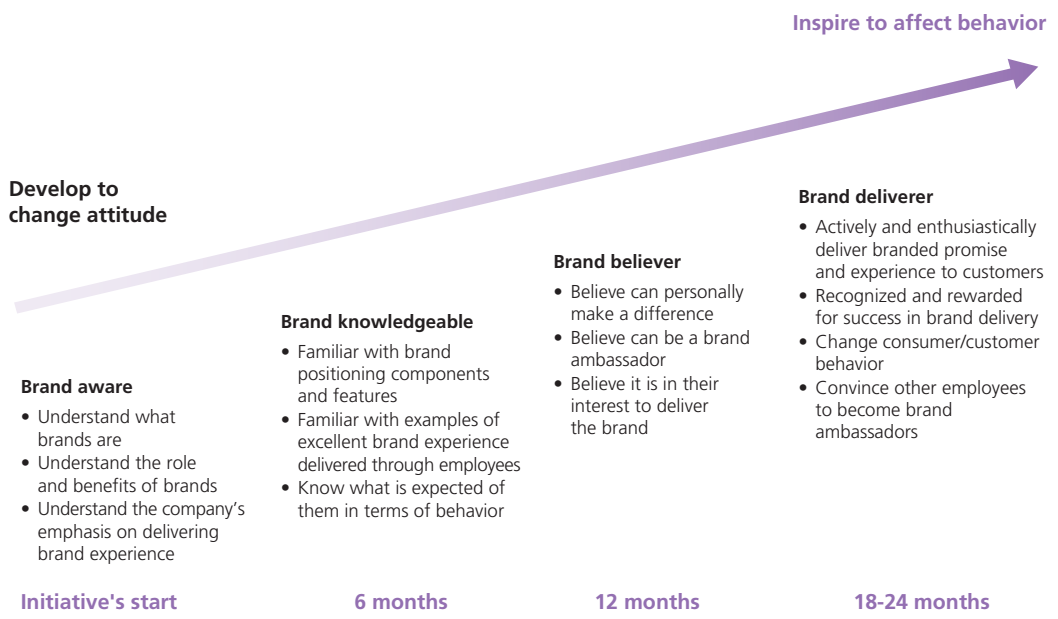 Inspire to affect behavior
Develop to
change attitude
Brand aware
• Understand what
brands are
• Understand the role
and benefits of brands
• Understand the company's
emphasis on delivering
brand experience
Initiative's start
Brand knowledgeable
• Familiar with brand
positioning components
and features
• Familiar with examples of
excellent brand experience
delivered through employees
• Know what is expected of
them in terms of behavior
6 months
Brand believer
• Believe can personally
make a difference
• Believe can be a brand
ambassador
• Believe it is in their
interest to deliver
the brand
12 months
Brand deliverer
• Actively and enthusiastically
deliver branded promise
and experience to customers
• Recognized and rewarded
for success in brand delivery
• Change consumer/customer
behavior
• Convince other employees
to become brand
ambassadors
18-24 months